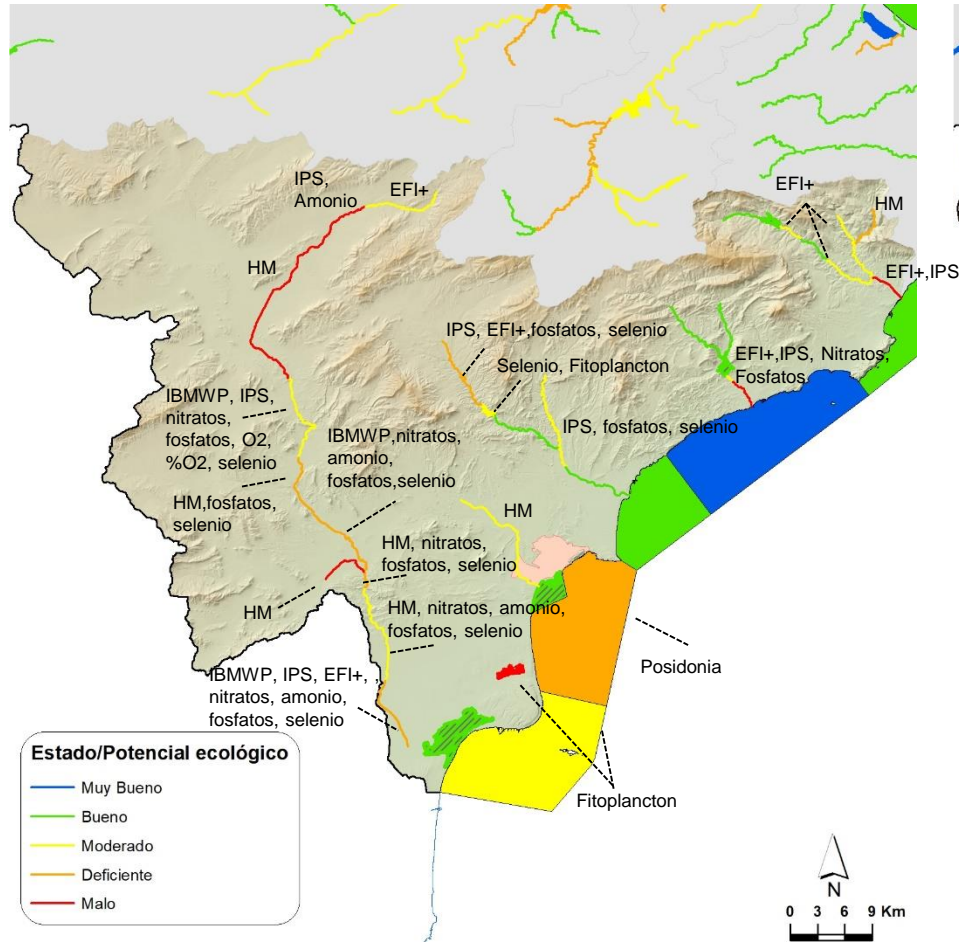 EFI+
HM
IPS,
Amonio
EFI+
HM
EFI+,IPS
IPS, EFI+,fosfatos, selenio
Selenio, Fitoplancton
EFI+,IPS, Nitratos,
Fosfatos
IBMWP, IPS,
nitratos,
fosfatos, O2,
%O2, selenio
IBMWP,nitratos,
amonio,
fosfatos,selenio
IPS, fosfatos, selenio
HM,fosfatos,
selenio
HM
HM, nitratos,
fosfatos, selenio
HM
HM, nitratos, amonio,
fosfatos, selenio
Posidonia
IBMWP, IPS, EFI+, ,
nitratos, amonio,
fosfatos, selenio
Fitoplancton
Estado/Potencial ecológico
Muy Bueno
Bueno
Moderado
Deficiente
Malo
N
0 3 6 9 Km